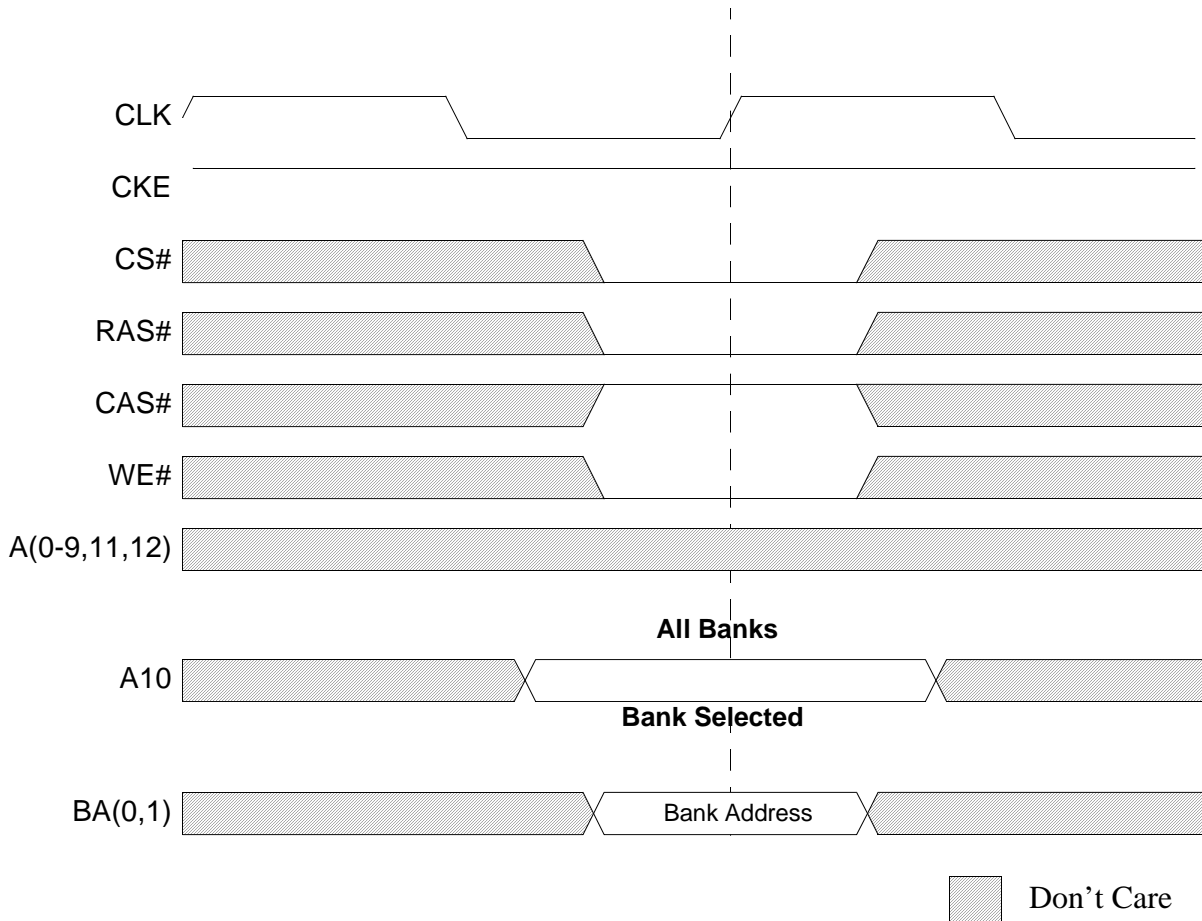 CLK
CKE
CS#
RAS#
CAS#
WE#
A(0-9,11,12)
All Banks
A10
Bank Selected
BA(0,1)
Bank Address
Don't Care